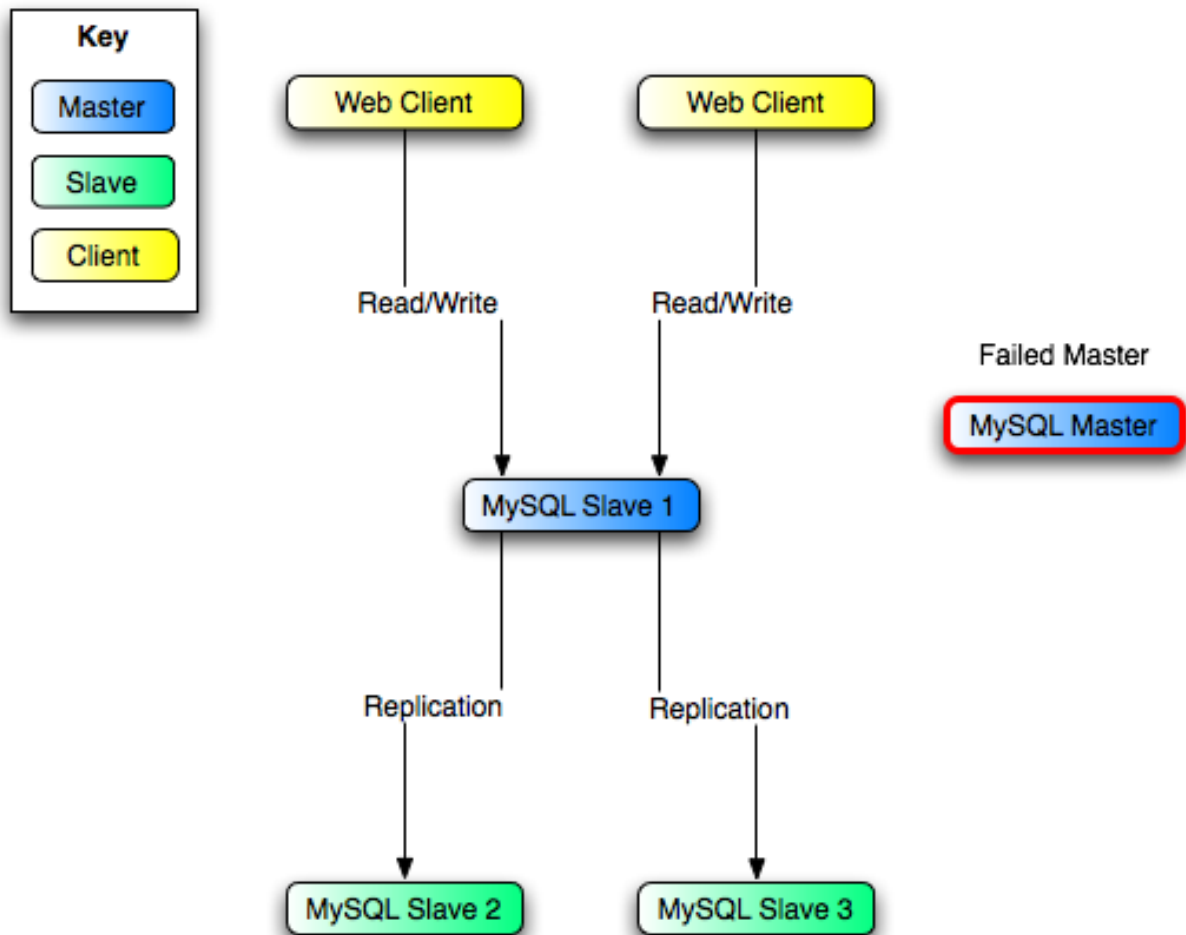 Key
Master
Slave
Client
Web Client
Web Client
Read/Write
Read/Write
Failed Master
MySQL Master
MySQL Slave 1
Replication
Replication
MySQL Slave 2
MySQL Slave 3